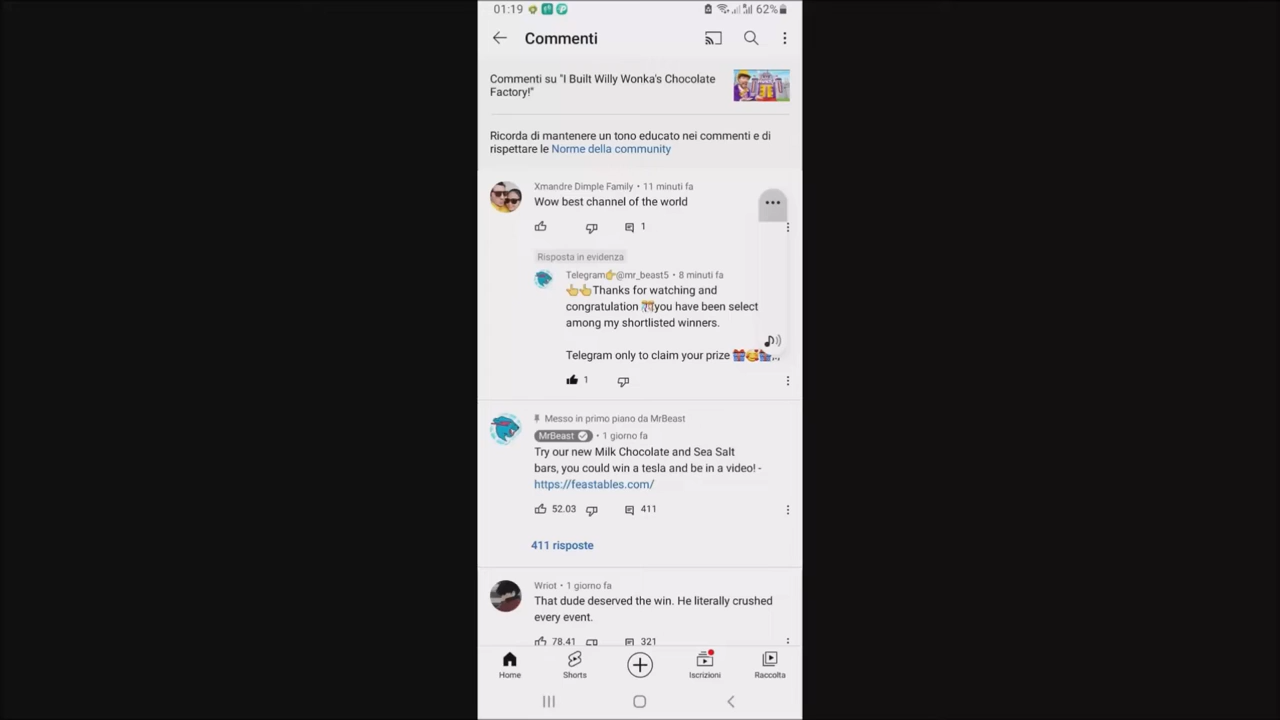 01:19 62%
Commenti
Commenti su "I Built Willy Wonka's Chocolate
Factory!"
Ricorda di mantenere un tono educato nei commenti e di
rispettare le Norme della community
Xmandre Dimple Family • 11 minuti fa
Wow best channel of the world
1
Risposta in evidenza
Telegram👉@mr_beast5 • 8 minuti fa
👆👆Thanks for watching and
congratulation 🎊you have been select
among my shortlisted winners.
Telegram only to claim your prize 🎁🥰🎁
1
Messo in primo piano da MrBeast
MrBeast • 1 giorno fa
Try our new Milk Chocolate and Sea Salt
bars, you could win a tesla and be in a video! -
https://feastables.com/
52.03 411
411 risposte
Wriot • 1 giorno fa
That dude deserved the win. He literally crushed
every event.
78.41 321
Home Shorts Iscrizioni Raccolta